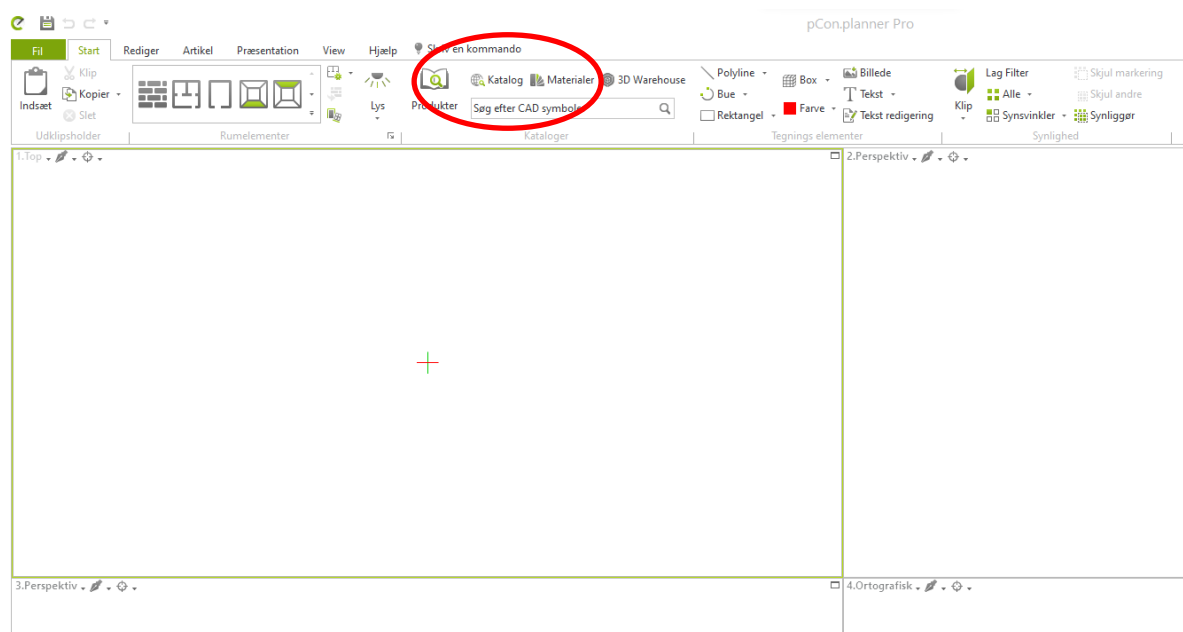 pCon.planner Pro
Fil Start Rediger Artikel Præsentation View Hjælp Skriv en kommando
Indsæt
Klip
Kopier
Slet
Udklipsholder
Rumelementer
Lys
Produkter
Katalog Materialer 3D Warehouse
Søg efter CAD symboler
Kataloger
Polyline
Bue
Rektangel
Box
Farve
Billede
Tekst
Tekst redigering
Tegnings elementer
Klip
Lag Filter
Alle
Synsvinkler
Skjul markering
Skjul andre
Synliggør
Synlighed
1.Top
2.Perspektiv
3.Perspektiv
4.Ortografisk